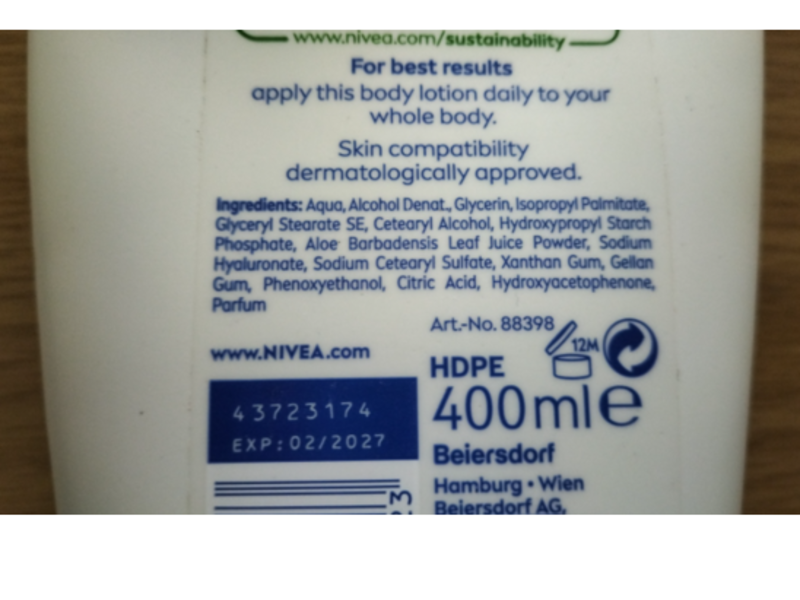 www.nivea.com/sustainability
For best results
apply this body lotion daily to your
whole body.
Skin compatibility
dermatologically approved.
Ingredients: Aqua, Alcohol Denat., Glycerin, Isopropyl Palmitate,
Glyceryl Stearate SE, Cetearyl Alcohol, Hydroxypropyl Starch
Phosphate, Aloe Barbadensis Leaf Juice Powder, Sodium
Hyaluronate, Sodium Cetearyl Sulfate, Xanthan Gum, Gellan
Gum, Phenoxyethanol, Citric Acid, Hydroxyacetophenone,
Parfum
Art.-No. 88398
12M
www.NIVEA.com
HDPE
43723174
EXP:02/2027
400ml e
Beiersdorf
Hamburg • Wien
Beiersdorf AG,